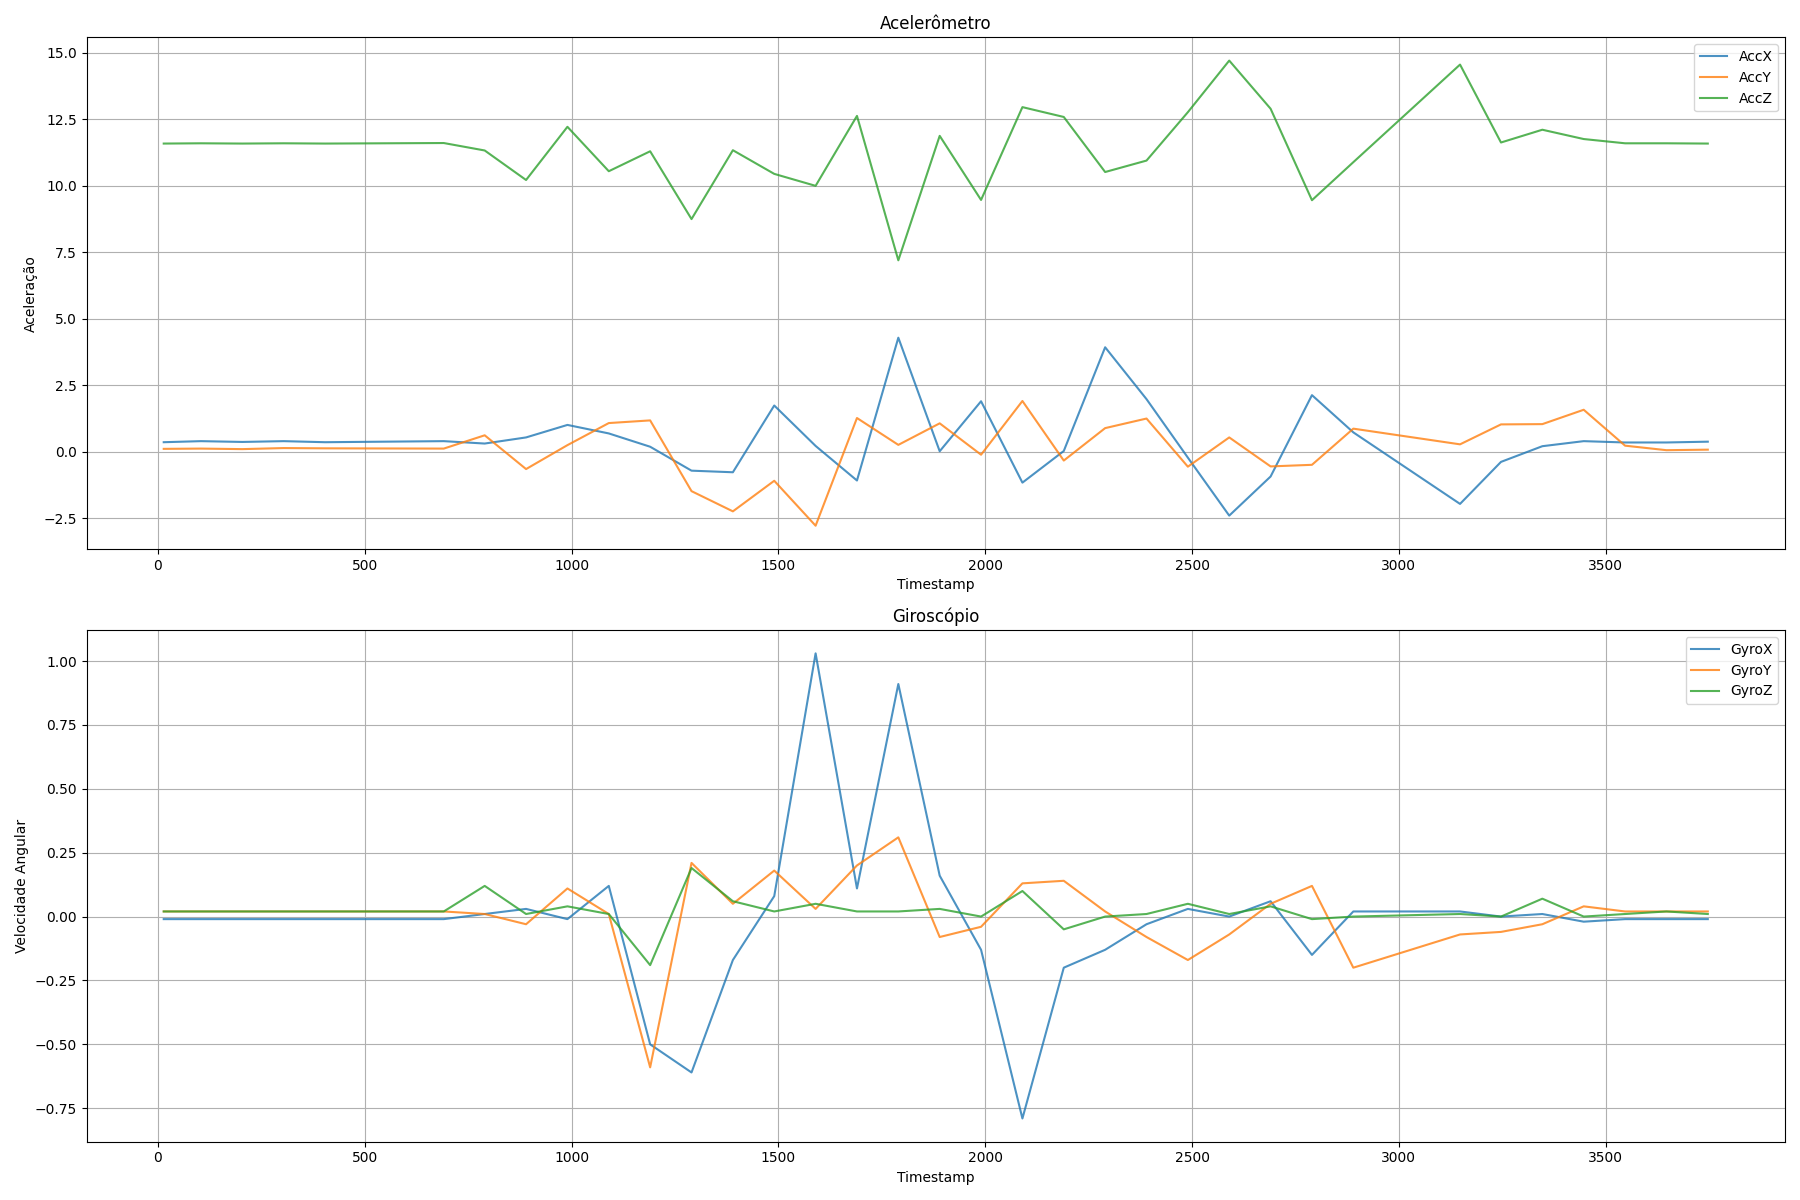 Acelerômetro
15.0
12.5
10.0
7.5
5.0
2.5
0.0
−2.5
Aceleração
AccX
AccY
AccZ
0 500 1000 1500 2000 2500 3000 3500
Timestamp
Giroscópio
1.00
0.75
0.50
0.25
0.00
−0.25
−0.50
−0.75
Velocidade Angular
GyroX
GyroY
GyroZ
0 500 1000 1500 2000 2500 3000 3500
Timestamp